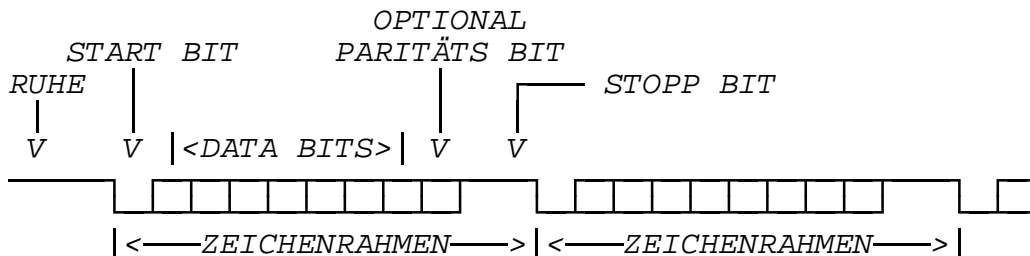 OPTIONAL
START BIT PARITÄTS BIT
RUHE STOPP BIT
V V |<DATA BITS>| V V
|<——ZEICHENRAHMEN——>|<——ZEICHENRAHMEN——>|